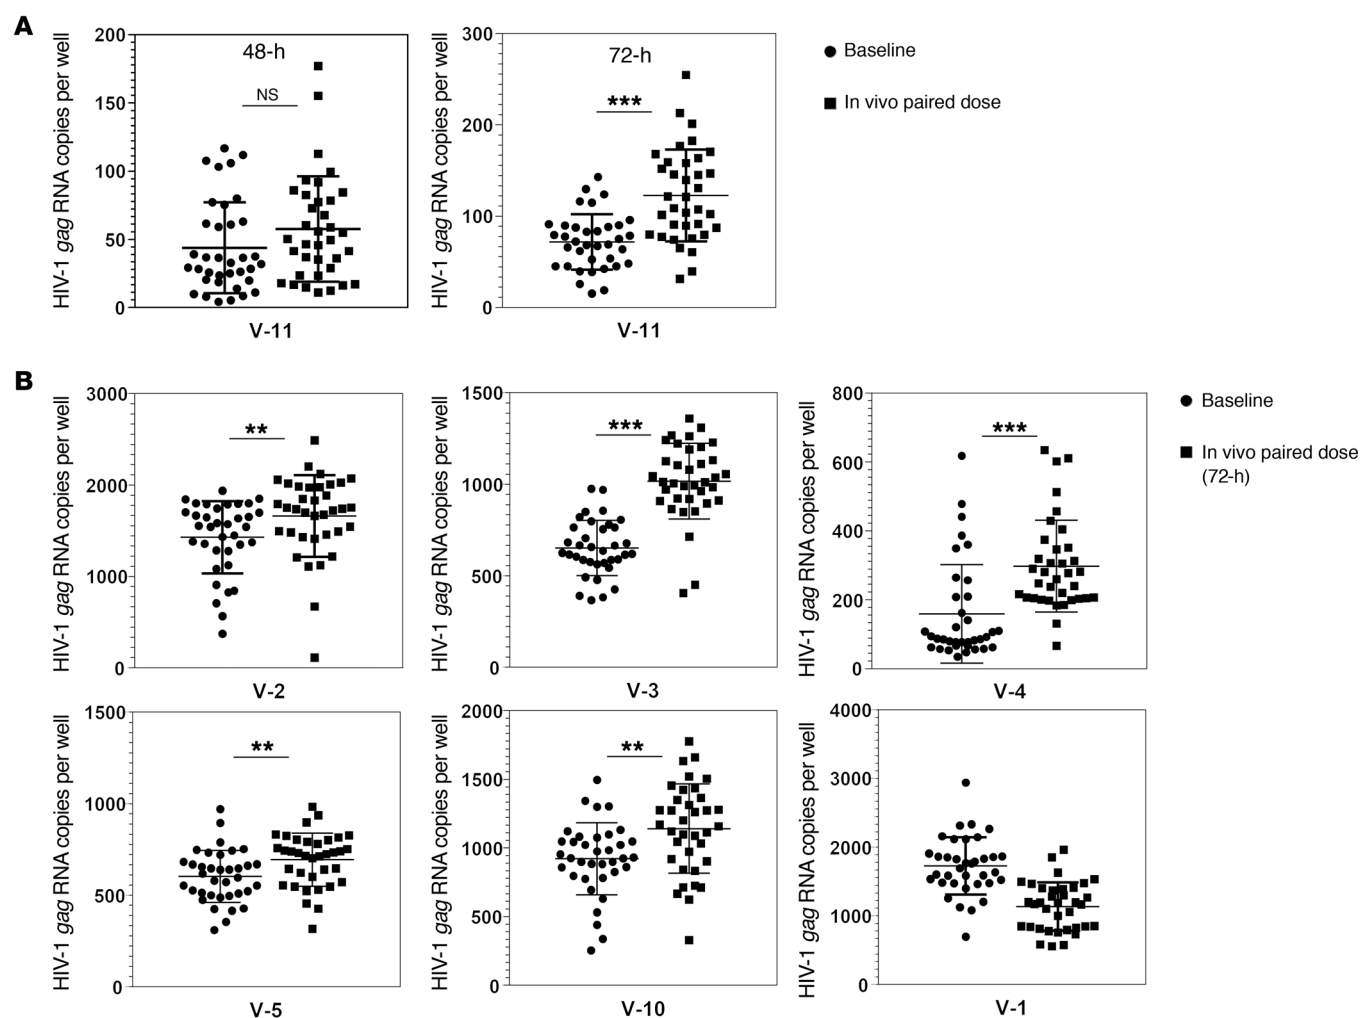 A
HIV-1 gag RNA copies per well
200
150
100
50
0
48-h
NS
V-11
HIV-1 gag RNA copies per well
300
200
100
0
72-h
***
V-11
Baseline
In vivo paired dose
B
HIV-1 gag RNA copies per well
3000
2000
1000
0
**
V-2
HIV-1 gag RNA copies per well
1500
1000
500
0
***
V-3
HIV-1 gag RNA copies per well
800
600
400
200
0
***
V-4
Baseline
In vivo paired dose
(72-h)
HIV-1 gag RNA copies per well
1500
1000
500
0
**
V-5
HIV-1 gag RNA copies per well
2000
1500
1000
500
0
**
V-10
HIV-1 gag RNA copies per well
4000
3000
2000
1000
0
V-1